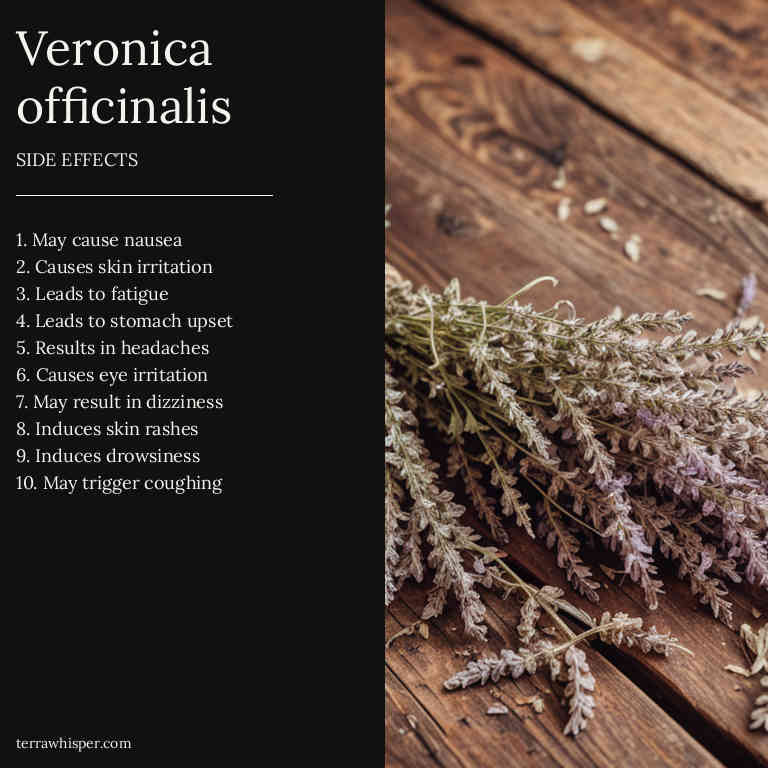 Veronica
officinalis
SIDE EFFECTS
1. May cause nausea
2. Causes skin irritation
3. Leads to fatigue
4. Leads to stomach upset
5. Results in headaches
6. Causes eye irritation
7. May result in dizziness
8. Induces skin rashes
9. Induces drowsiness
10. May trigger coughing
terrawhisper.com